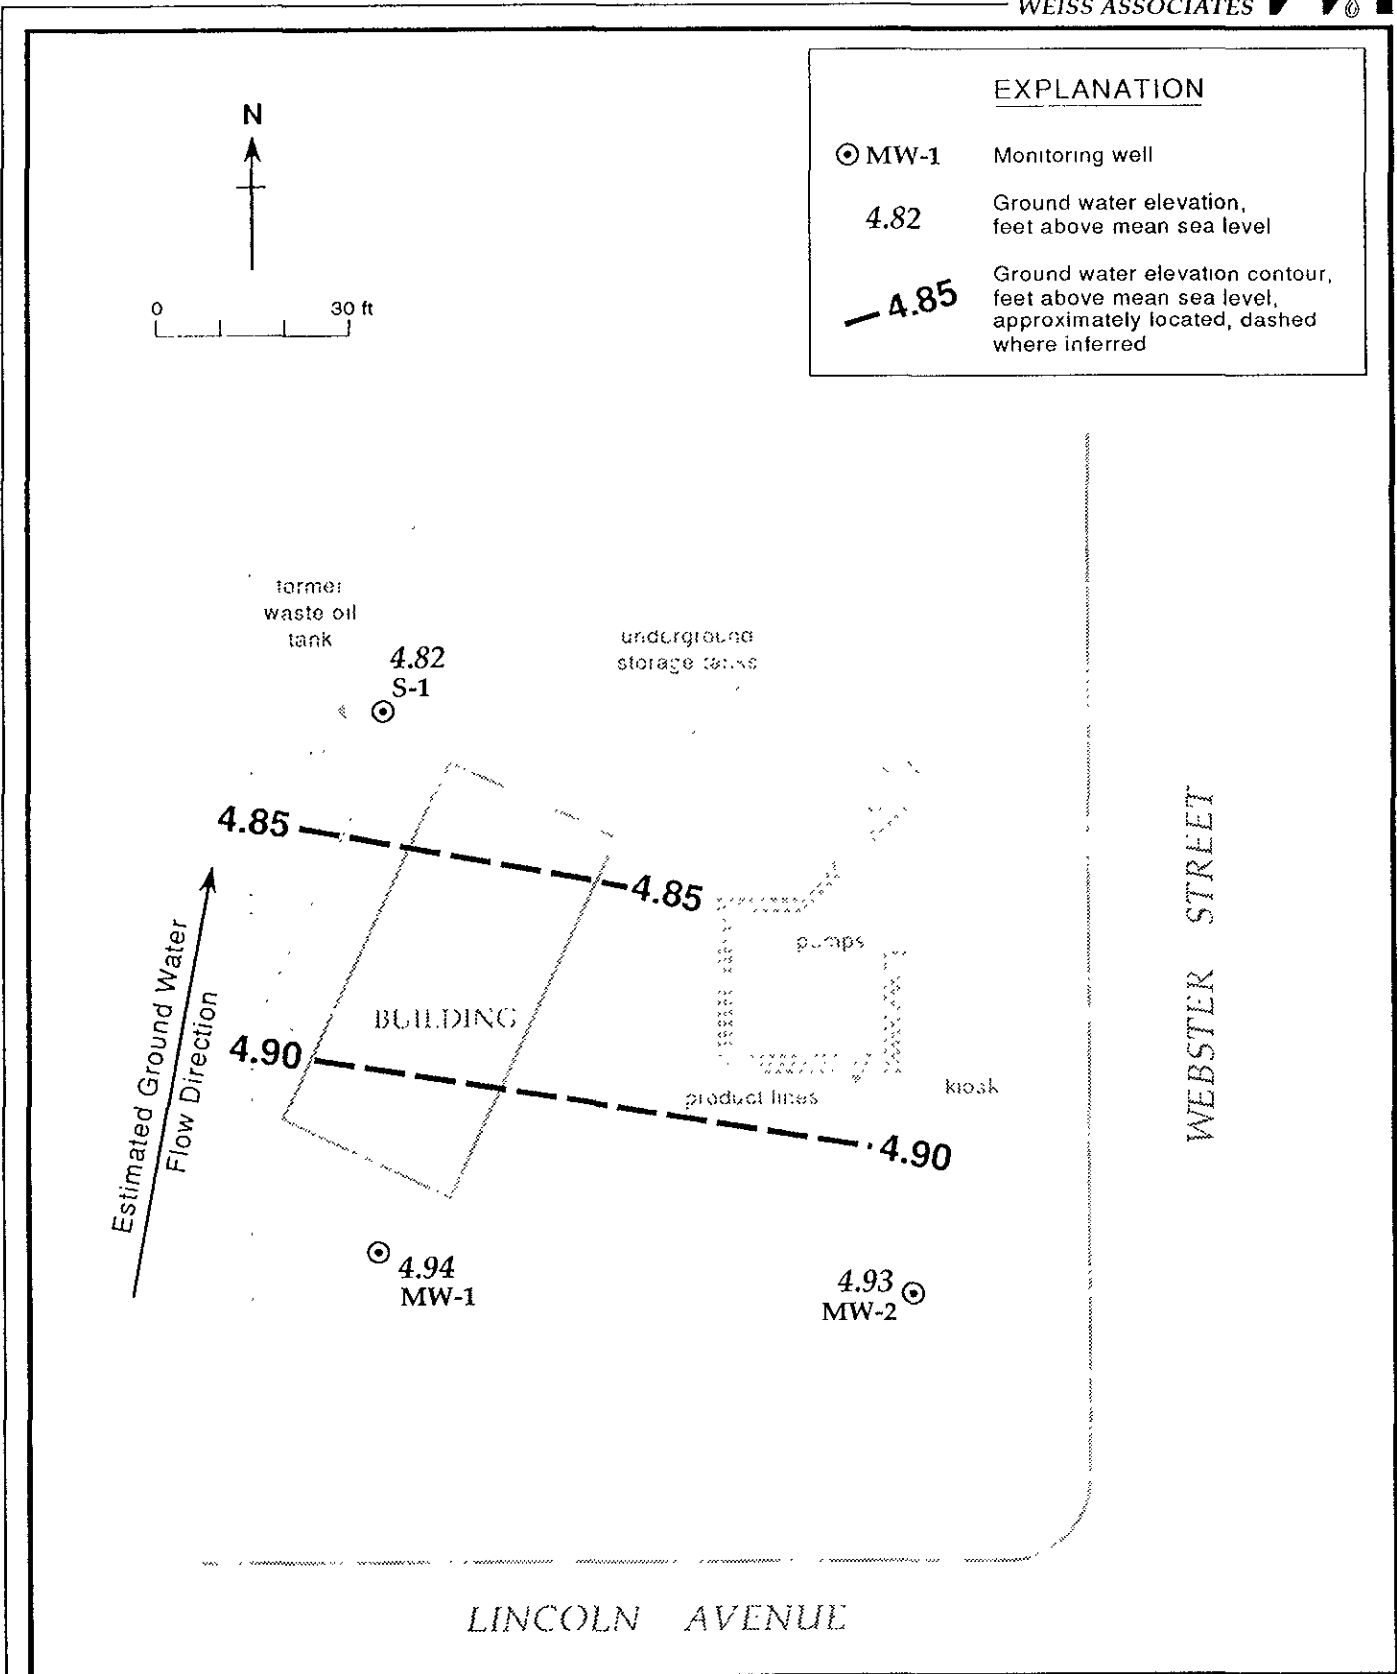 WEISS ASSOCIATES
N
0 30 ft
EXPLANATION
MW-1 Monitoring well
4.82 Ground water elevation,
feet above mean sea level
4.85 Ground water elevation contour,
feet above mean sea level,
approximately located, dashed
where inferred
former
waste oil
tank
4.82
S-1
underground
storage tanks
4.85
4.85
pumps
Estimated Ground Water
Flow Direction
BUILDING
4.90
product lines
kiosk
4.90
WEBSTER STREET
4.94
MW-1
4.93
MW-2
LINCOLN AVENUE